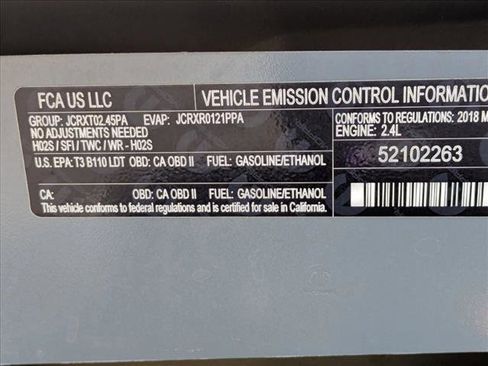 FCA US LLC
VEHICLE EMISSION CONTROL INFORMATIO
GROUP: JCRXT02.45PA EVAP: JCRXR0121PPA
NO ADJUSTMENTS NEEDED
H02S / SFI / TWC / WR - H02S
CONFORMS TO REGULATIONS: 2018 M
ENGINE: 2.4L
U.S. EPA: T3 B110 LDT OBD: CA OBD II FUEL: GASOLINE/ETHANOL
52102263
CA: OBD: CA OBD II FUEL: GASOLINE/ETHANOL
This vehicle conforms to federal regulations and is certified for sale in California.